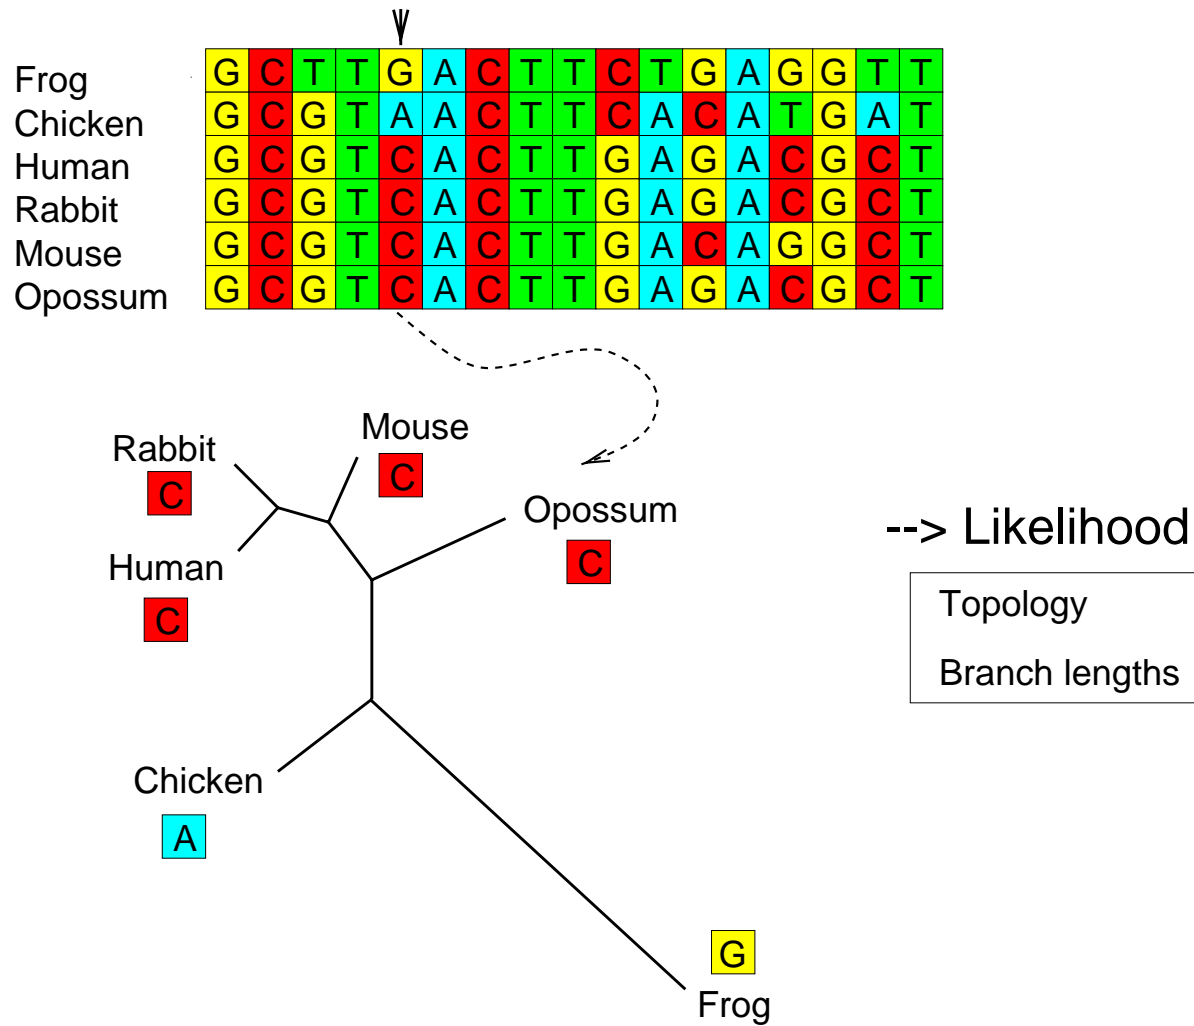 Frog G C T T G A C T T C T G A G G T T
Chicken G C G T A A C T T C A C A T G A T
Human G C G T C A C T T G A G A C G C T
Rabbit G C G T C A C T T G A G A C G C T
Mouse G C G T C A C T T G A C A G G C T
Opossum G C G T C A C T T G A G A C G C T
Mouse
C
Rabbit
C
Opossum
C
Human
C
--> Likelihood
Topology
Branch lengths
Chicken
A
G
Frog